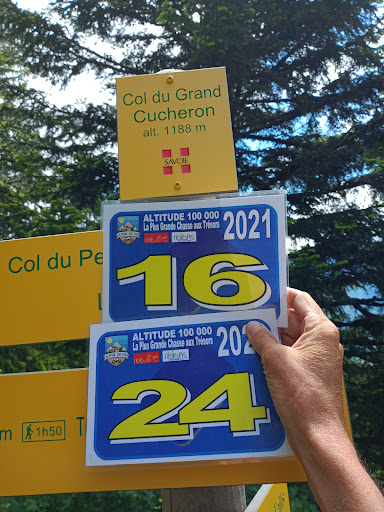 Col du Grand
Cucheron
alt. 1188 m
SAVOIE
ALTITUDE 100 000
La Plus Grande Chasse aux Trésors
2021
16
Col du Pe
ALTITUDE 100 000
La Plus Grande Chasse aux Trésors
202
24
m 1h50 T